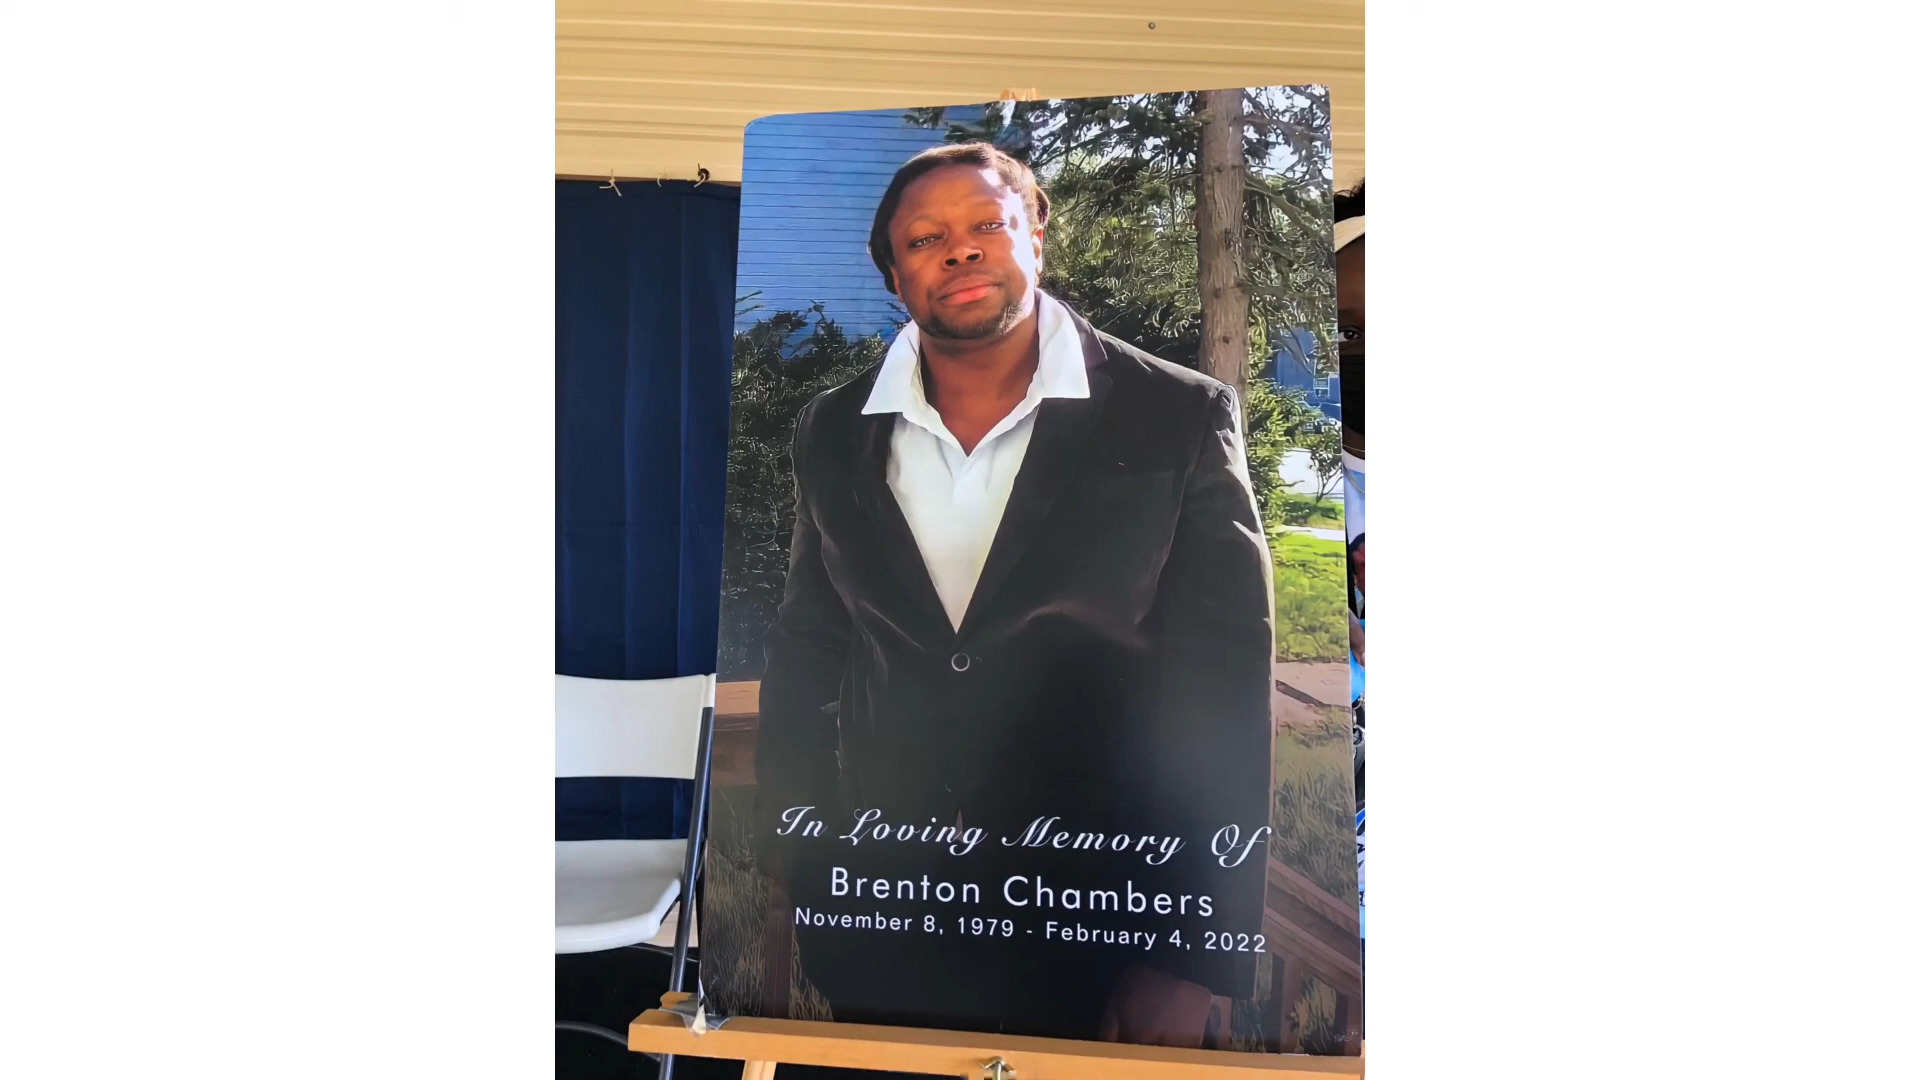 In Loving Memory Of
Brenton Chambers
November 8, 1979 - February 4, 2022